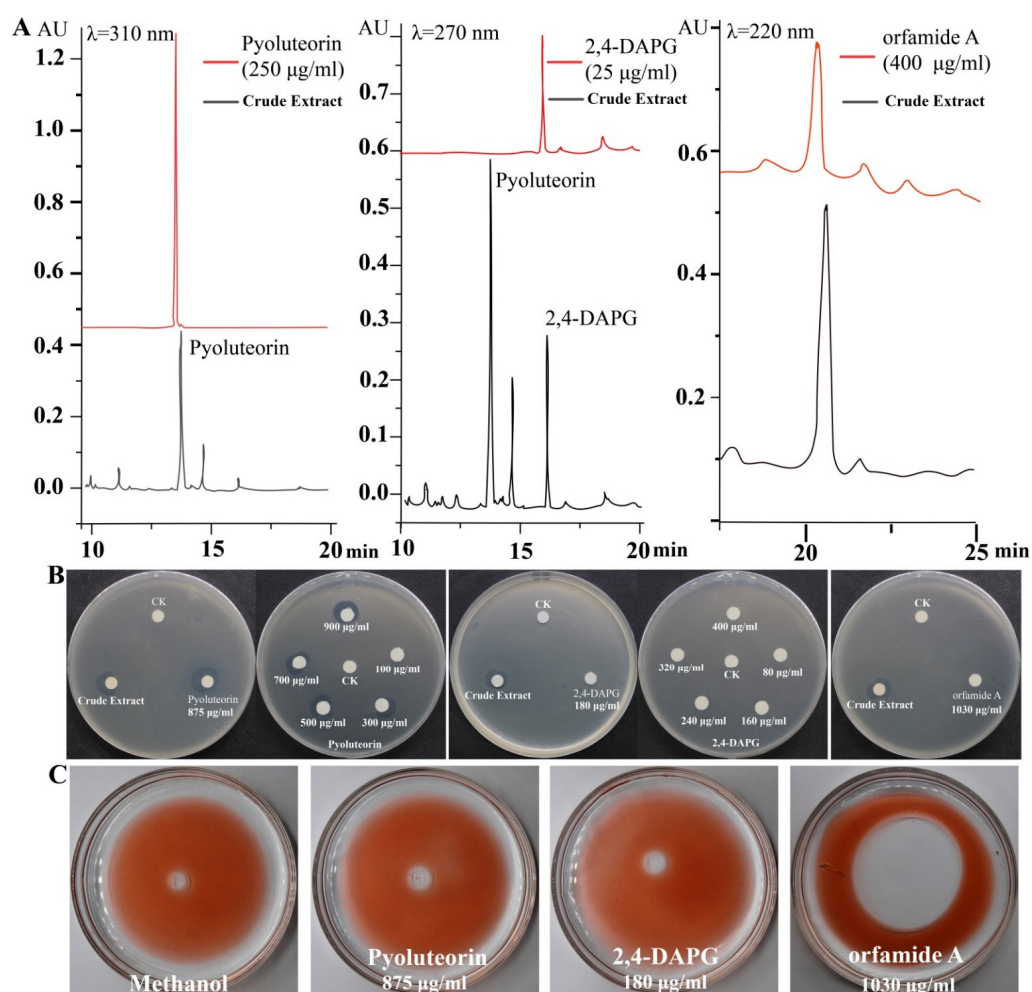 A
AU
λ=310 nm
Pyoluteorin
(250 μg/ml)
Crude Extract
1.2
1.0
0.8
0.6
0.4
0.2
0.0
Pyoluteorin
10
15
min
AU
λ=270 nm
2,4-DAPG
(25 μg/ml)
Crude Extract
0.7
0.6
0.5
0.4
0.3
0.2
0.1
0.0
Pyoluteorin
2,4-DAPG
10
15
20 min
AU
λ=220 nm
orfamide A
(400 μg/ml)
Crude Extract
0.6
0.4
0.2
20
25 min
B
CK
Crude Extract
Pyoluteorin
875 μg/ml
900 μg/ml
700 μg/ml
CK
100 μg/ml
500 μg/ml
300 μg/ml
Pyoluteorin
CK
Crude Extract
2,4-DAPG
180 μg/ml
400 μg/ml
320 μg/ml
CK
80 μg/ml
240 μg/ml
160 μg/ml
2,4-DAPG
CK
Crude Extract
orfamide A
1030 μg/ml
C
Methanol
Pyoluteorin
875 μg/ml
2,4-DAPG
180 μg/ml
orfamide A
1030 μg/ml